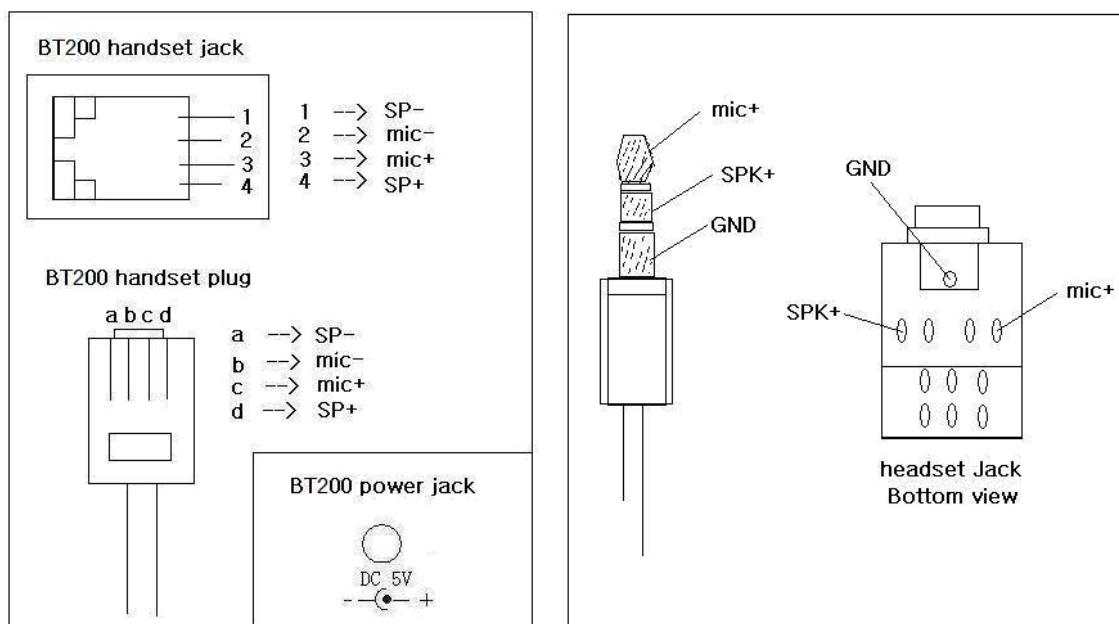 BT200 handset jack
1
2
3
4
1 --> SP-
2 --> mic-
3 --> mic+
4 --> SP+
BT200 handset plug
a b c d
a --> SP-
b --> mic-
c --> mic+
d --> SP+
BT200 power jack
DC 5V
- +
mic+
SPK+
GND
GND
SPK+
mic+
headset Jack
Bottom view